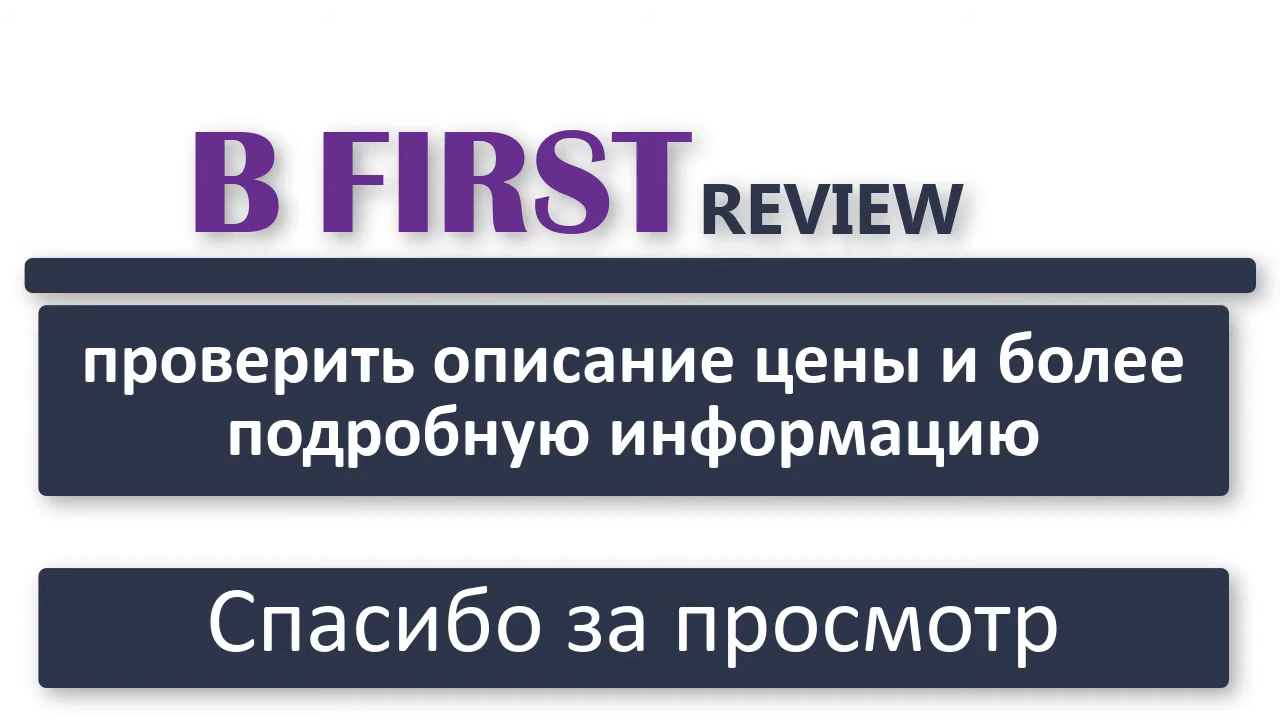 B FIRST REVIEW
проверить описание цены и более
подробную информацию
Спасибо за просмотр